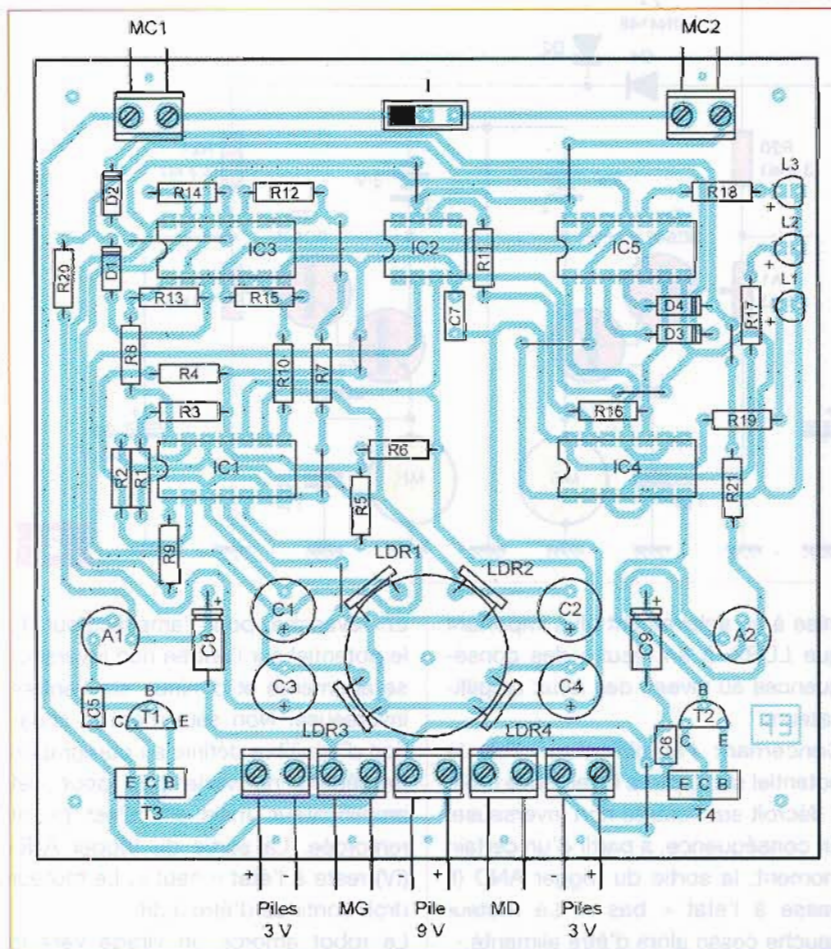 MC1
MC2
I
L3
D2
R14
R12
R18
L2
IC3
IC2
R11
IC5
R20
D1
L1
R13
R15
C7
D4
R17
D3
R8
R4
R10
R7
R3
R16
R19
IC1
R6
IC4
R2
R1
R5
R21
R9
LDR1
LDR2
C1
C2
A1
C8
C9
A2
C3
C4
C5
B
C T1 E
LDR3
LDR4
C6
B
T2
E
E C B
T3
E C B
T4
+ - + - + - +
Piles
3 V
MG
Pile
9 V
MD
Piles
3 V